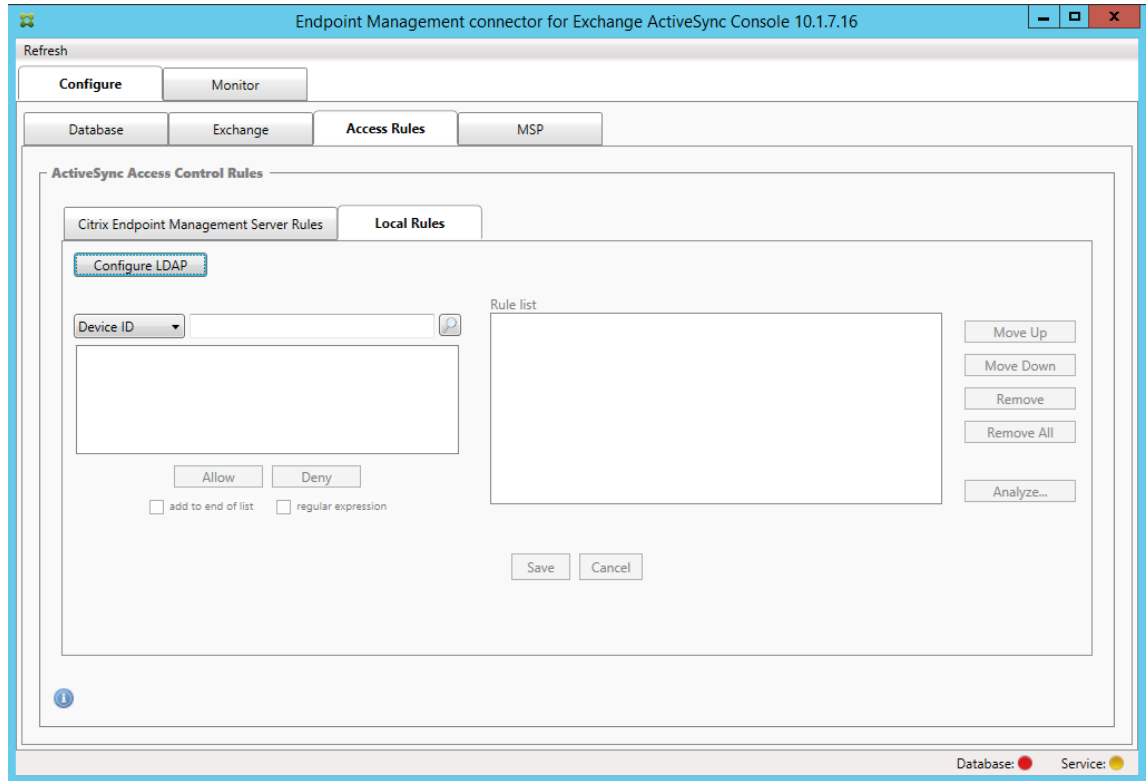 Endpoint Management connector for Exchange ActiveSync Console 10.1.7.16
Refresh
Configure Monitor
Database Exchange Access Rules MSP
ActiveSync Access Control Rules
Citrix Endpoint Management Server Rules Local Rules
Configure LDAP
Rule list
Device ID
Move Up
Move Down
Remove
Remove All
Allow Deny
Analyze...
add to end of list regular expression
Save Cancel
Database: Service: